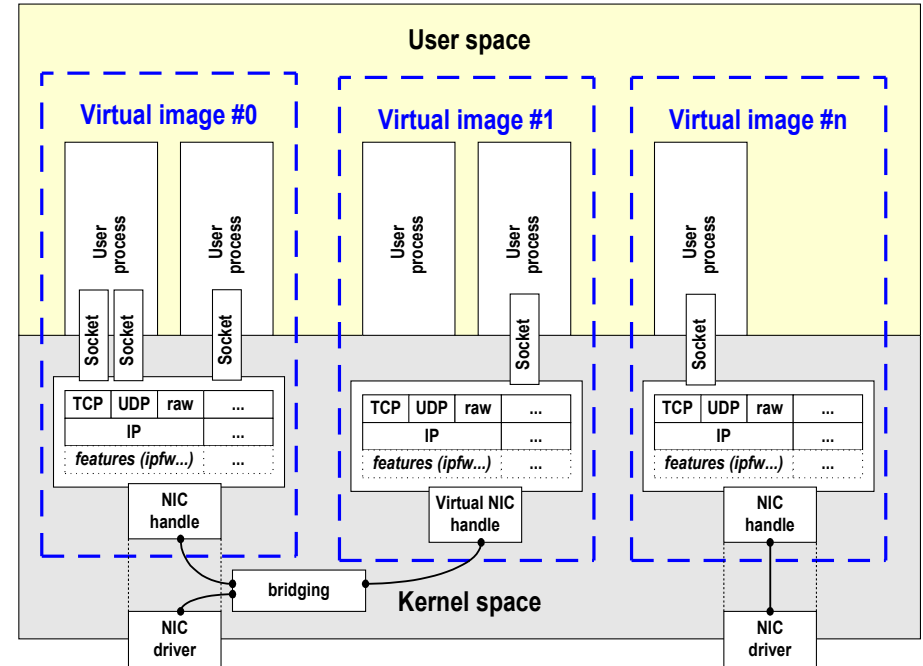 User space
Virtual image #0
Virtual image #1
Virtual image #n
User
process
User
process
User
process
User
process
User
process
Socket
Socket
Socket
Socket
Socket
TCP UDP raw ...
IP ...
features (ipfw...) ...
TCP UDP raw ...
IP ...
features (ipfw...) ...
TCP UDP raw ...
IP ...
features (ipfw...) ...
NIC
handle
Virtual NIC
handle
NIC
handle
bridging
Kernel space
NIC
driver
NIC
driver